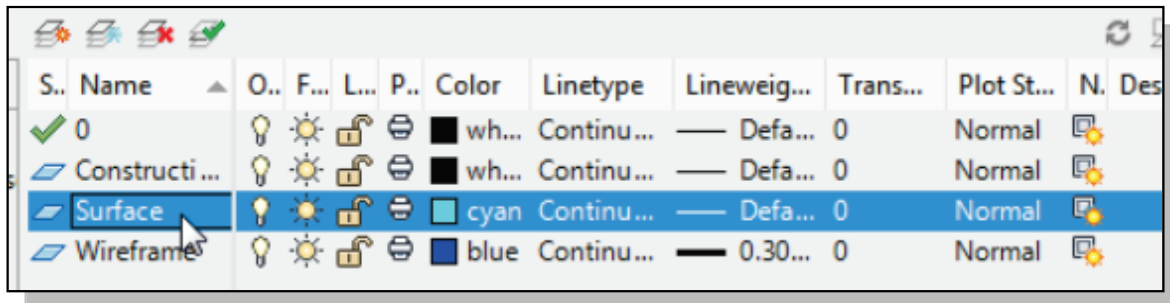 S.. Name O.. F... L... P.. Color Linetype Lineweig... Trans... Plot St... N. Des
0 wh... Continu... Defa... 0 Normal
Constructi... wh... Continu... Defa... 0 Normal
Surface cyan Continu... Defa... 0 Normal
Wireframe blue Continu... 0.30... 0 Normal